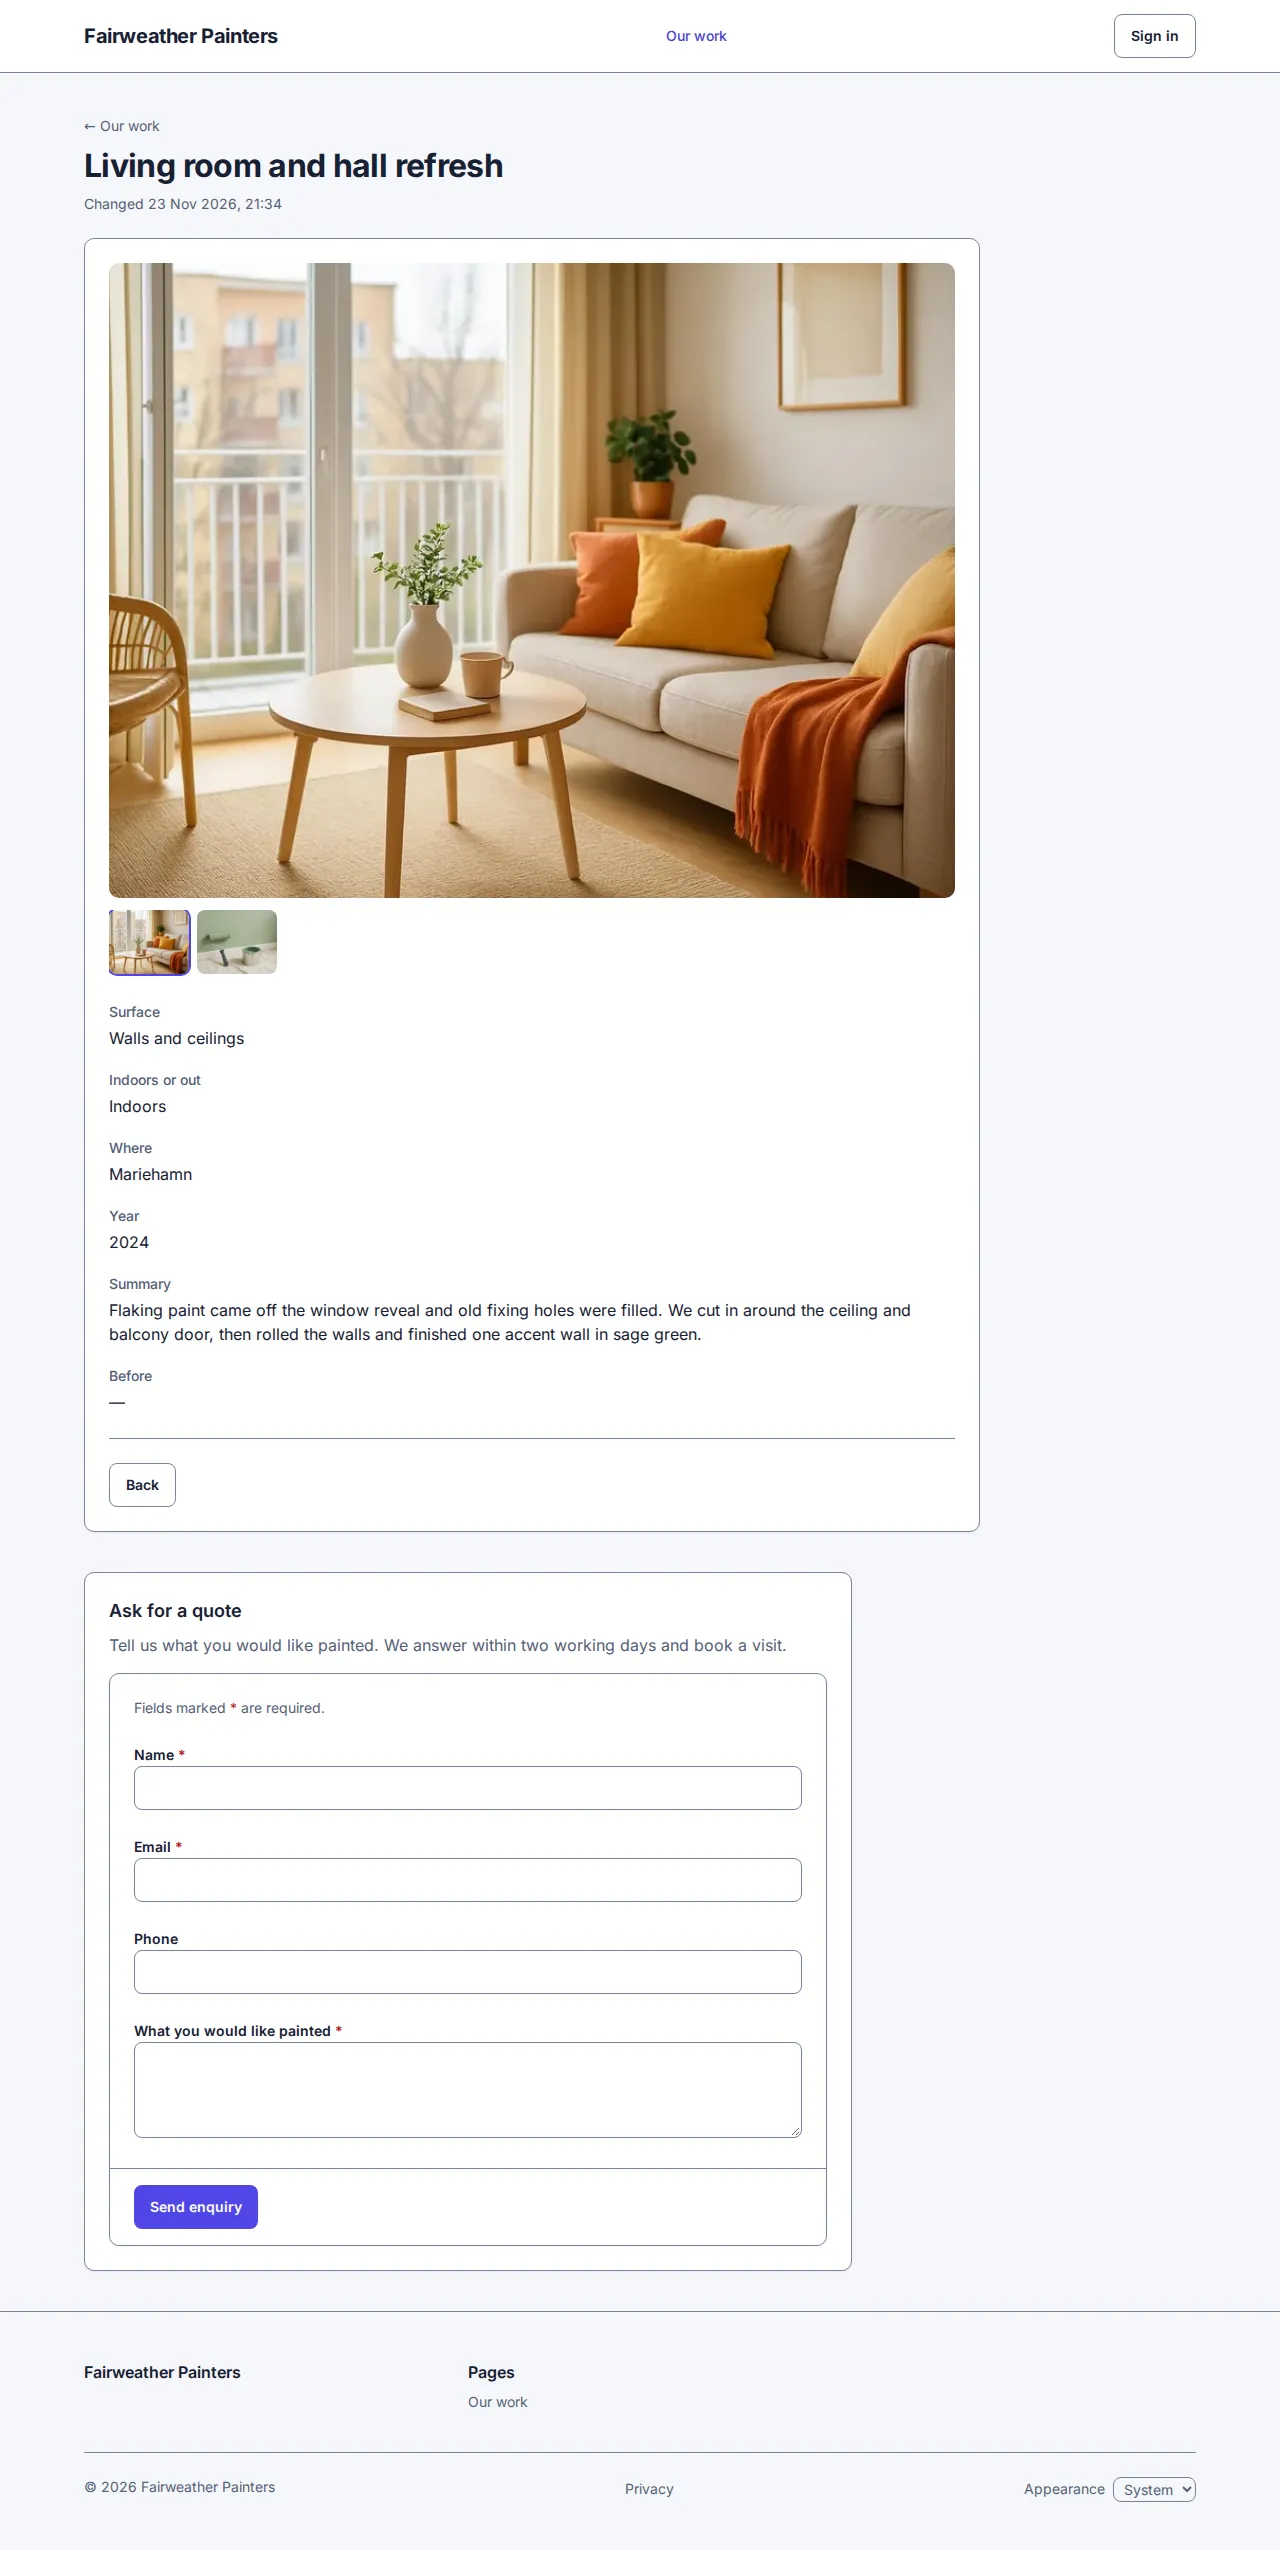 Fairweather Painters
Our work
Sign in
← Our work
Living room and hall refresh
Changed 23 Nov 2026, 21:34
Surface
Walls and ceilings
Indoors or out
Indoors
Where
Mariehamn
Year
2024
Summary
Flaking paint came off the window reveal and old fixing holes were filled. We cut in around the ceiling and
balcony door, then rolled the walls and finished one accent wall in sage green.
Before
—
Back
Ask for a quote
Tell us what you would like painted. We answer within two working days and book a visit.
Fields marked * are required.
Name *
Email *
Phone
What you would like painted *
Send enquiry
Fairweather Painters
Pages
Our work
© 2026 Fairweather Painters
Privacy
Appearance System